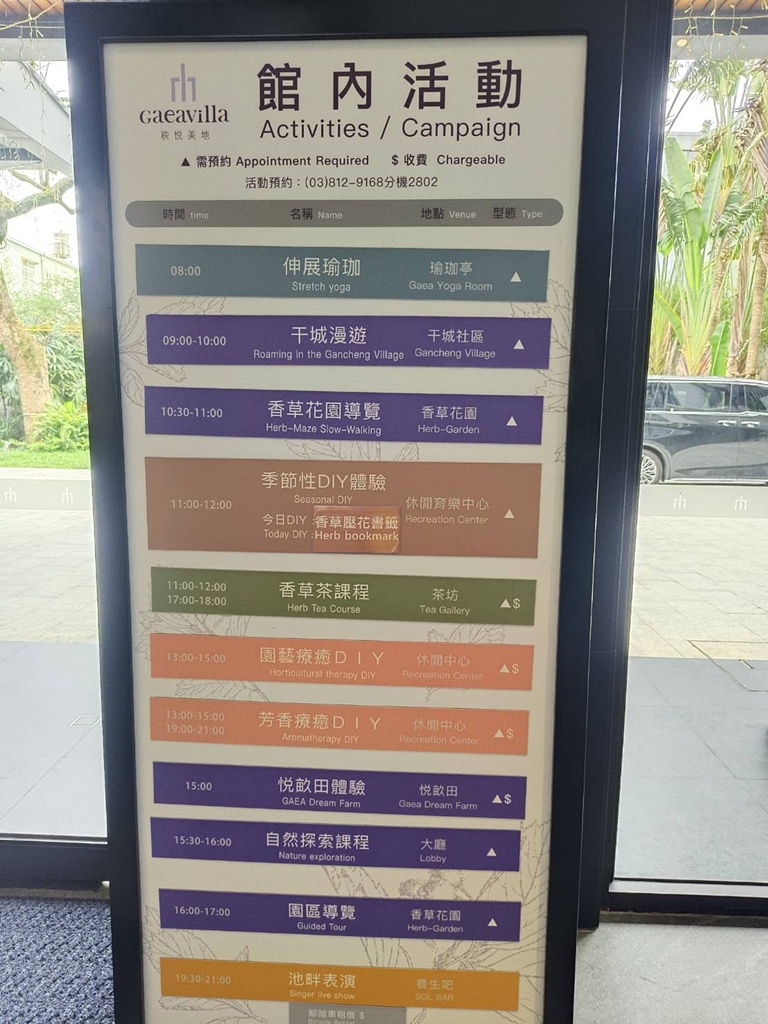 Gaeavilla
秧悦美地
館內活動
Activities / Campaign
▲ 需預約 Appointment Required $ 收費 Chargeable
活動預約：(03)812-9168分機2802
時間 time 名稱 Name 地點 Venue 型態 Type
08:00 伸展瑜珈 瑜珈亭 ▲
Stretch yoga Gaea Yoga Room
09:00-10:00 干城漫遊 干城社區 ▲
Roaming in the Gancheng Village Gancheng Village
10:30-11:00 香草花園導覽 香草花園 ▲
Herb-Maze Slow-Walking Herb-Garden
季節性DIY體驗
Seasonal DIY
11:00-12:00 休閒育樂中心 ▲
Recreation Center
今日DIY：香草壓花書籤
Today DIY :Herb bookmark
11:00-12:00 香草茶課程 茶坊 ▲$
17:00-18:00 Herb Tea Course Tea Gallery
13:00-15:00 園藝療癒ＤＩＹ 休閒中心 ▲$
Horticultural therapy DIY Recreation Center
13:00-15:00 芳香療癒ＤＩＹ 休閒中心 ▲$
19:00-21:00 Aromatherapy DIY Recreation Center
15:00 悦畝田體驗 悦畝田 ▲$
GAEA Dream Farm Gaea Dream Farm
15:30-16:00 自然探索課程 大廳 ▲
Nature exploration Lobby
16:00-17:00 園區導覽 香草花園 ▲
Guided Tour Herb-Garden
19:30-21:00 池畔表演 養生吧
Singer live show SOL BAR
腳踏車租借 $
Bicycle Rental